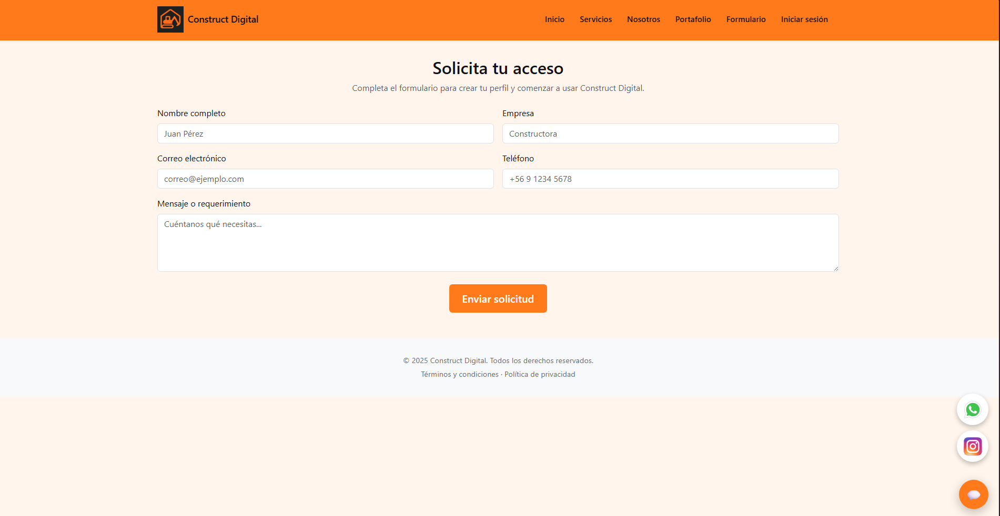 Construct Digital
Inicio Servicios Nosotros Portafolio Formulario Iniciar sesión
Solicita tu acceso
Completa el formulario para crear tu perfil y comenzar a usar Construct Digital.
Nombre completo
Juan Pérez
Empresa
Constructora
Correo electrónico
correo@ejemplo.com
Teléfono
+56 9 1234 5678
Mensaje o requerimiento
Cuéntanos qué necesitas...
Enviar solicitud
© 2025 Construct Digital. Todos los derechos reservados.
Términos y condiciones · Política de privacidad